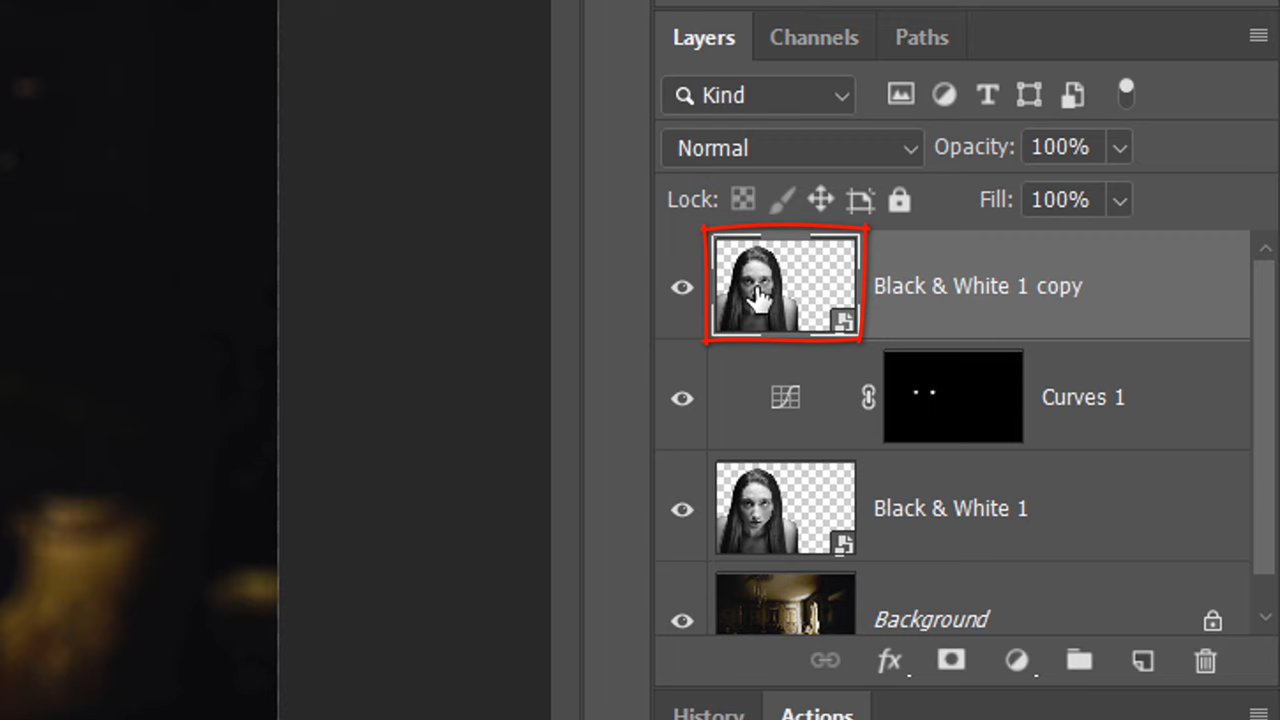 Layers Channels Paths
Kind
Normal Opacity: 100%
Lock: Fill: 100%
Black & White 1 copy
Curves 1
Black & White 1
Background
fx
History Actions